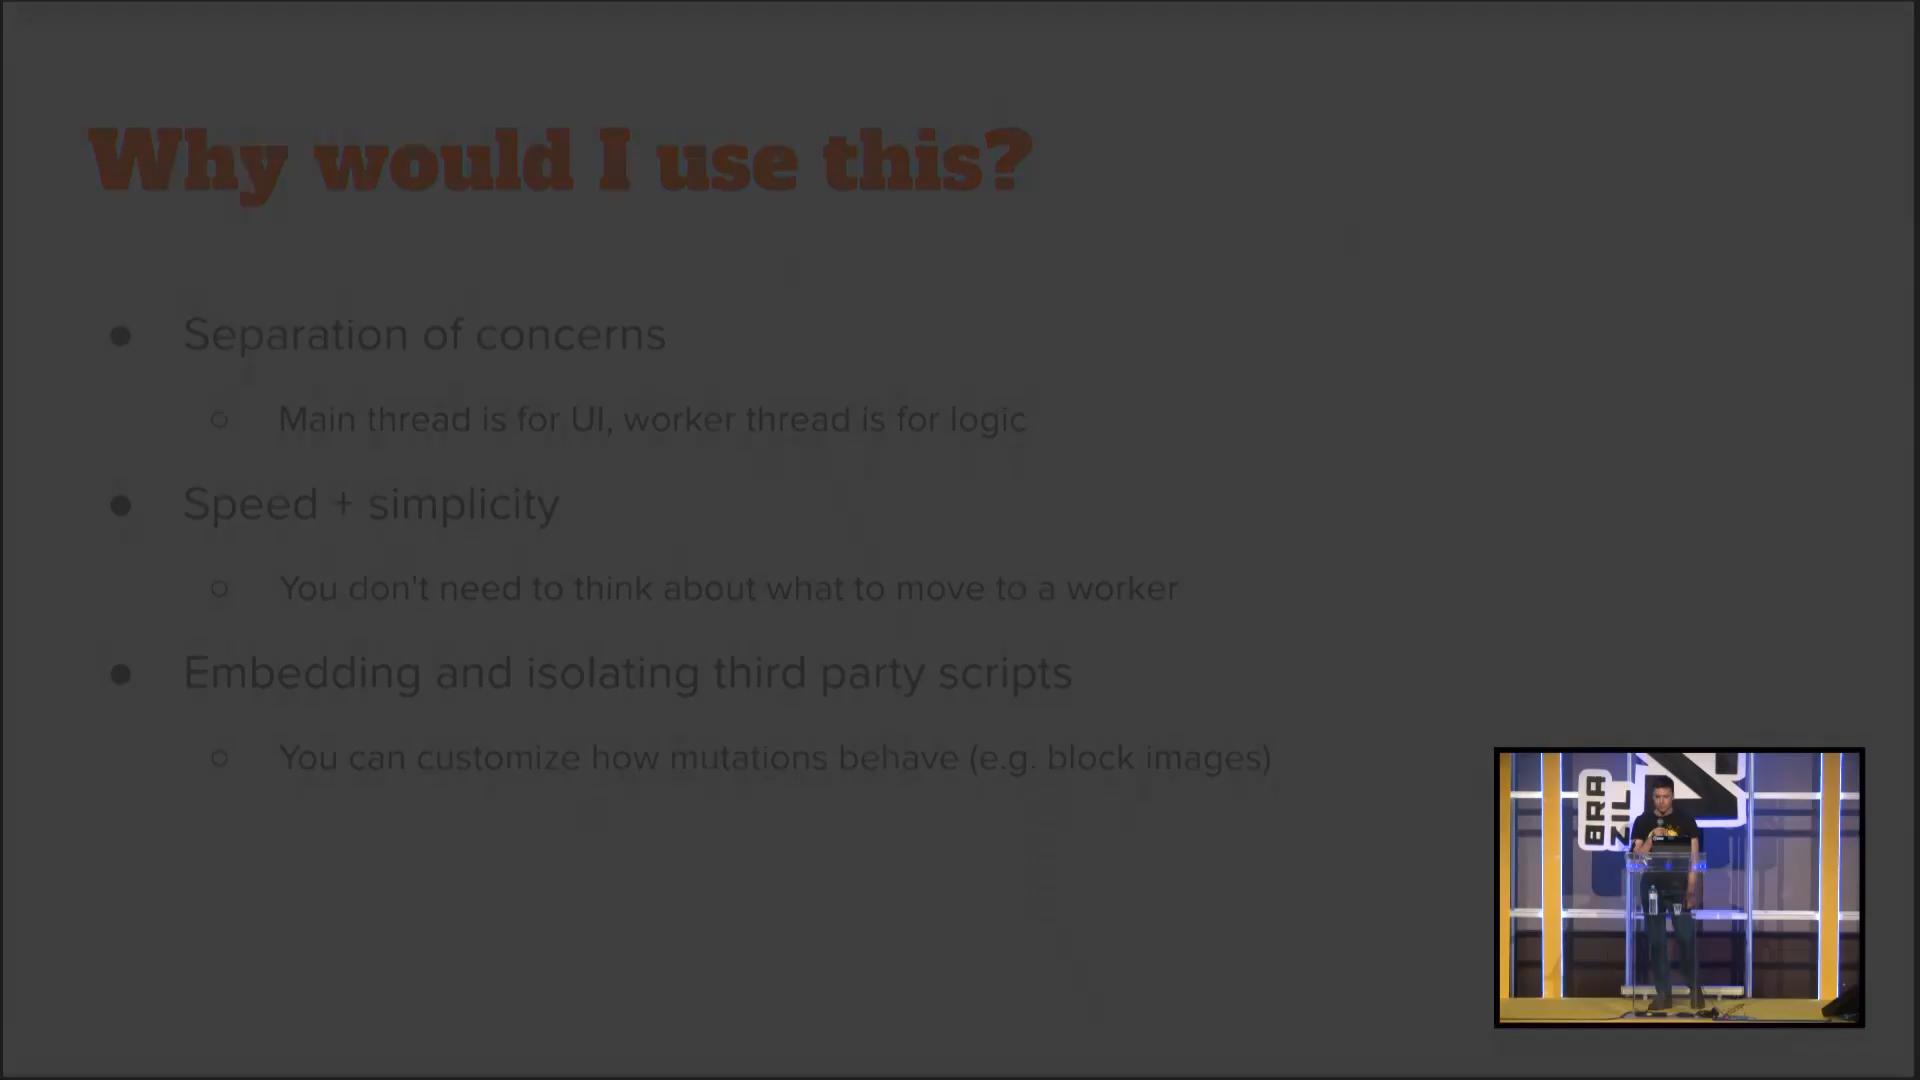 Why would I use this?
● Separation of concerns
○ Main thread is for UI, worker thread is for logic
● Speed + simplicity
○ You don't need to think about what to move to a worker
● Embedding and isolating third party scripts
○ You can customize how mutations behave (e.g. block images)
BRA
ZIL